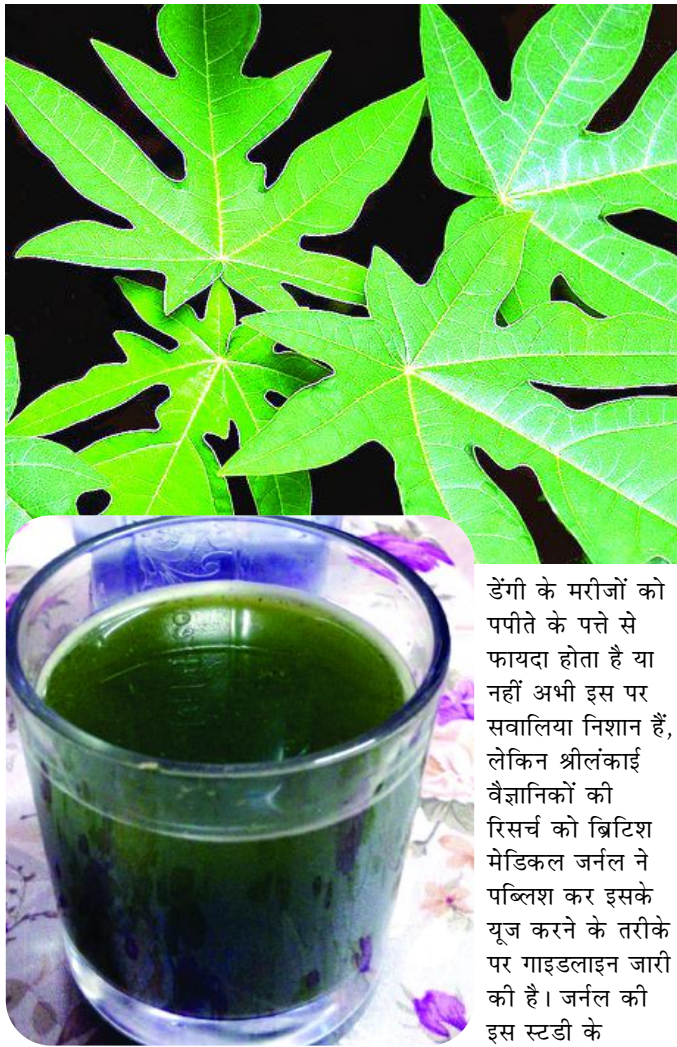 डेंगी के मरीजों को
पपीते के पत्ते से
फायदा होता है या
नहीं अभी इस पर
सवालिया निशान हैं,
लेकिन श्रीलंकाई
वैज्ञानिकों की
रिसर्च को ब्रिटिश
मेडिकल जर्नल ने
पब्लिश कर इसके
यूज करने के तरीके
पर गाइडलाइन जारी
की है। जर्नल की
इस स्टडी के